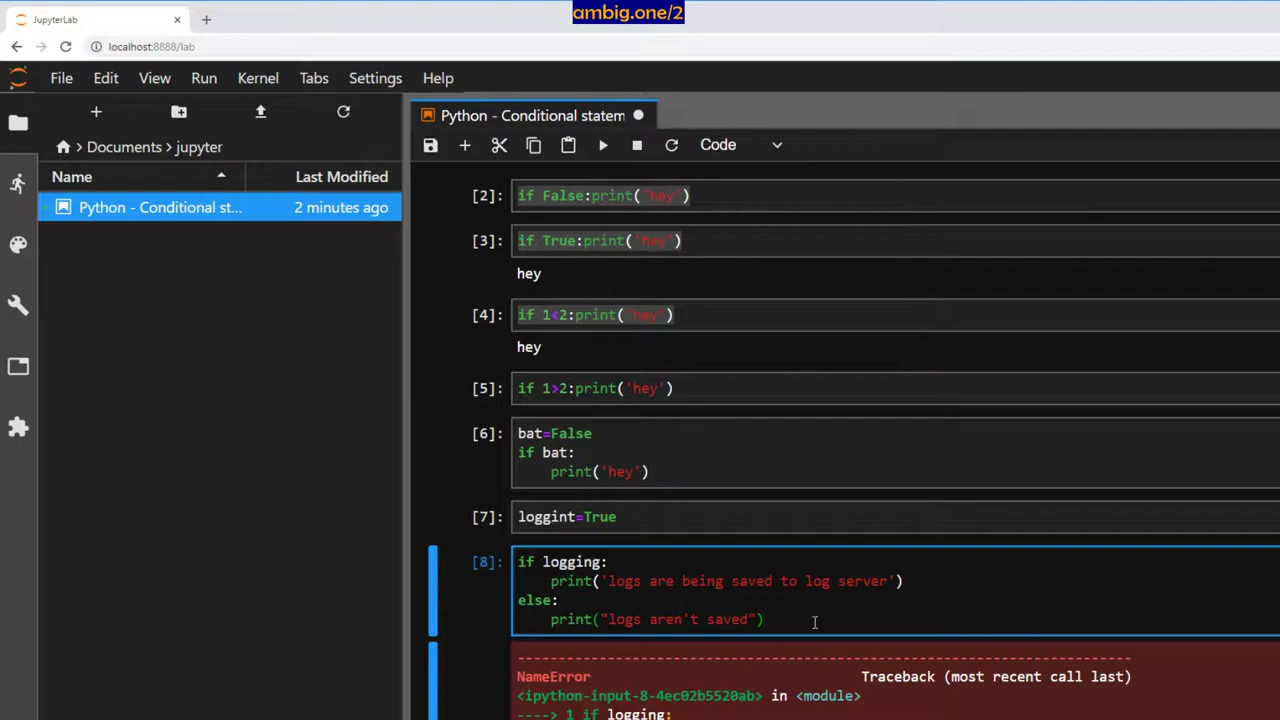 ambig.one/2
JupyterLab
localhost:8888/lab
File Edit View Run Kernel Tabs Settings Help
Python - Conditional statem
Documents > jupyter
Code
Name Last Modified
Python - Conditional st... 2 minutes ago
[2]: if False:print('hey')
[3]: if True:print('hey')
hey
[4]: if 1<2:print('hey')
hey
[5]: if 1>2:print('hey')
[6]: bat=False
if bat:
print('hey')
[7]: loggint=True
[8]: if logging:
print('logs are being saved to log server')
else:
print("logs aren't saved")
---------------------------------------------------------------------------
NameError Traceback (most recent call last)
<ipython-input-8-4ec02b5520ab> in <module>
----> 1 if logging: